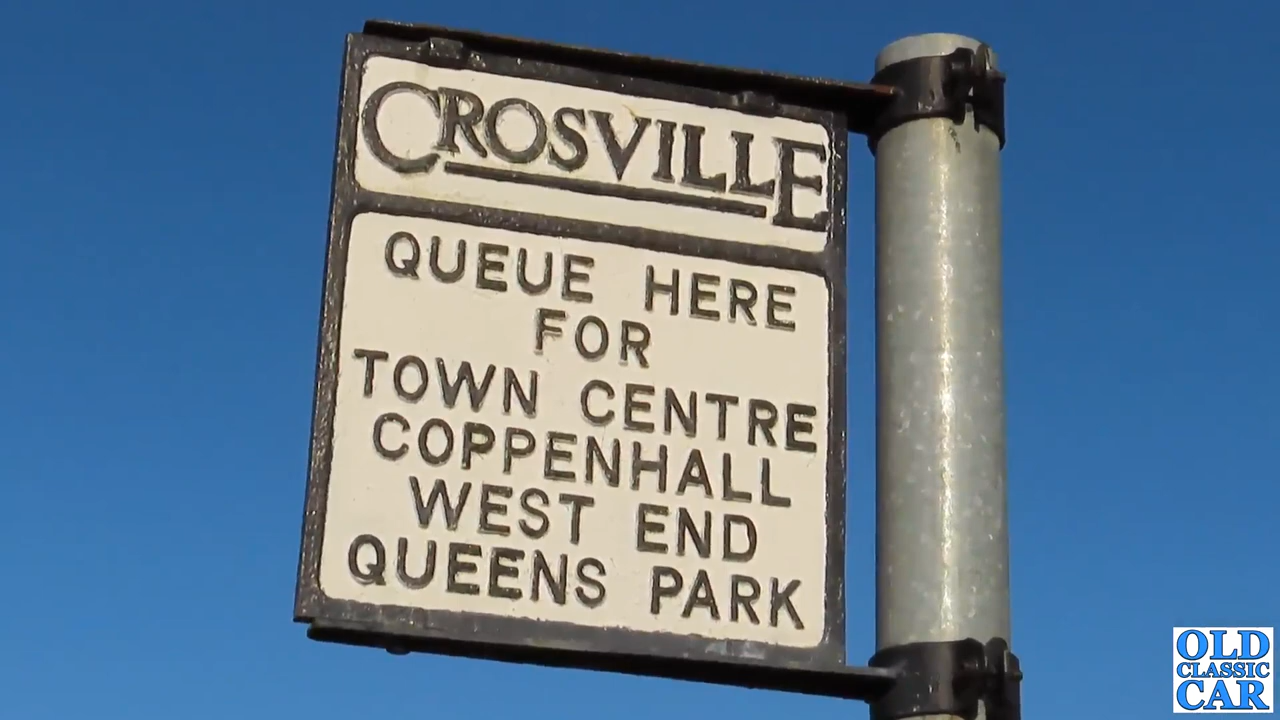 CROSVILLE
QUEUE HERE
FOR
TOWN CENTRE
COPPENHALL
WEST END
QUEENS PARK
OLD
CLASSIC
CAR